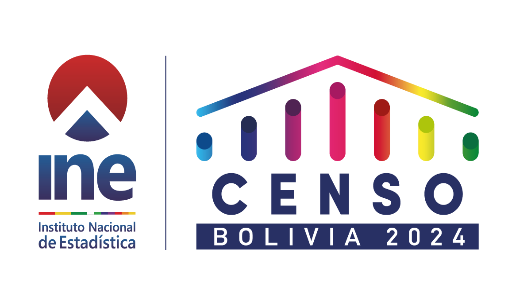 ine
Instituto Nacional
de Estadística
CENSO
BOLIVIA 2024